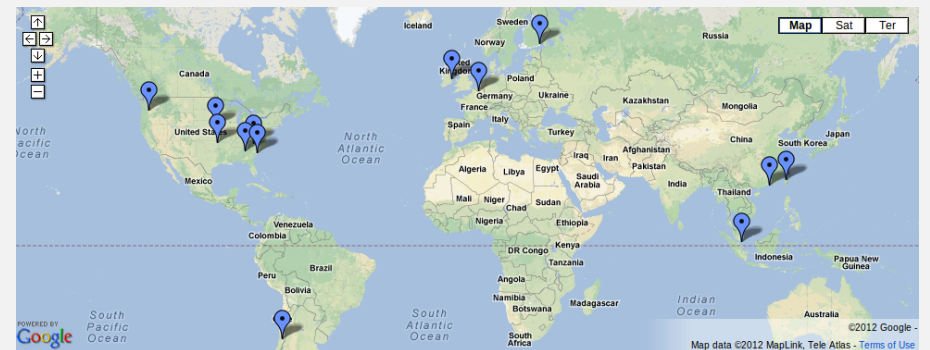 Map Sat Ter
Iceland
Sweden
Norway
Russia
United
Kingdom
Canada
Poland
Germany
Ukraine
France
Kazakhstan
Mongolia
Italy
Spain
Turkey
China
Japan
South Korea
United States
North
Atlantic
Ocean
North
Pacific
Ocean
Afghanistan
Iraq
Iran
Pakistan
Algeria
Libya
Egypt
Saudi
Arabia
India
Mexico
Thailand
Mali
Niger
Chad
Sudan
Nigeria
Ethiopia
Venezuela
Colombia
DR Congo
Kenya
Tanzania
Indonesia
Papua New
Guinea
Peru
Brazil
Bolivia
Angola
Namibia
Botswana
Madagascar
South
Pacific
Ocean
South
Atlantic
Ocean
Indian
Ocean
Australia
South
Africa
POWERED BY
Google
©2012 Google -
Map data ©2012 MapLink, Tele Atlas - Terms of Use